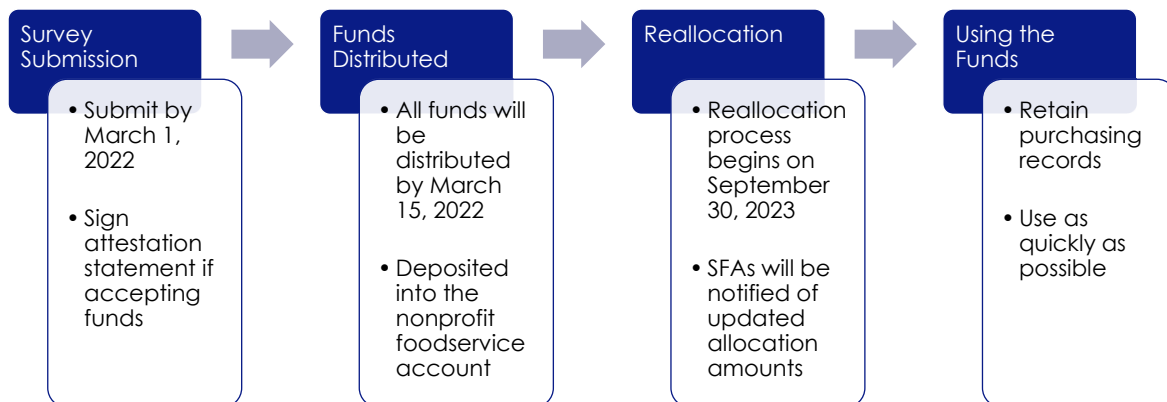 Survey
Submission
• Submit by
March 1,
2022
• Sign
attestation
statement if
accepting
funds
Funds
Distributed
• All funds will
be
distributed
by March
15, 2022
• Deposited
into the
nonprofit
foodservice
account
Reallocation
• Reallocation
process
begins on
September
30, 2023
• SFAs will be
notified of
updated
allocation
amounts
Using the
Funds
• Retain
purchasing
records
• Use as
quickly as
possible